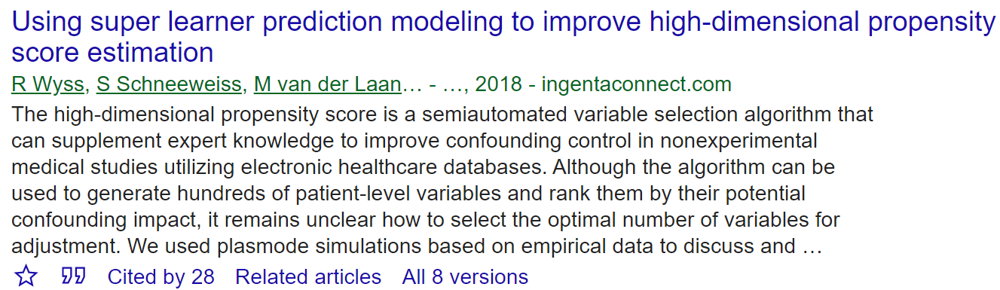 Using super learner prediction modeling to improve high-dimensional propensity
score estimation
R Wyss, S Schneeweiss, M van der Laan… - …, 2018 - ingentaconnect.com
The high-dimensional propensity score is a semiautomated variable selection algorithm that
can supplement expert knowledge to improve confounding control in nonexperimental
medical studies utilizing electronic healthcare databases. Although the algorithm can be
used to generate hundreds of patient-level variables and rank them by their potential
confounding impact, it remains unclear how to select the optimal number of variables for
adjustment. We used plasmode simulations based on empirical data to discuss and …
Cited by 28 Related articles All 8 versions